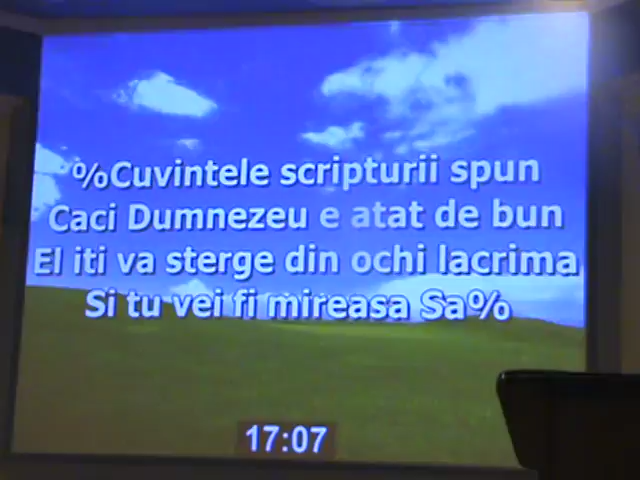 %Cuvintele scripturii spun
Caci Dumnezeu e atat de bun
El iti va sterge din ochi lacrima
Si tu vei fi mireasa Sa%
17:07